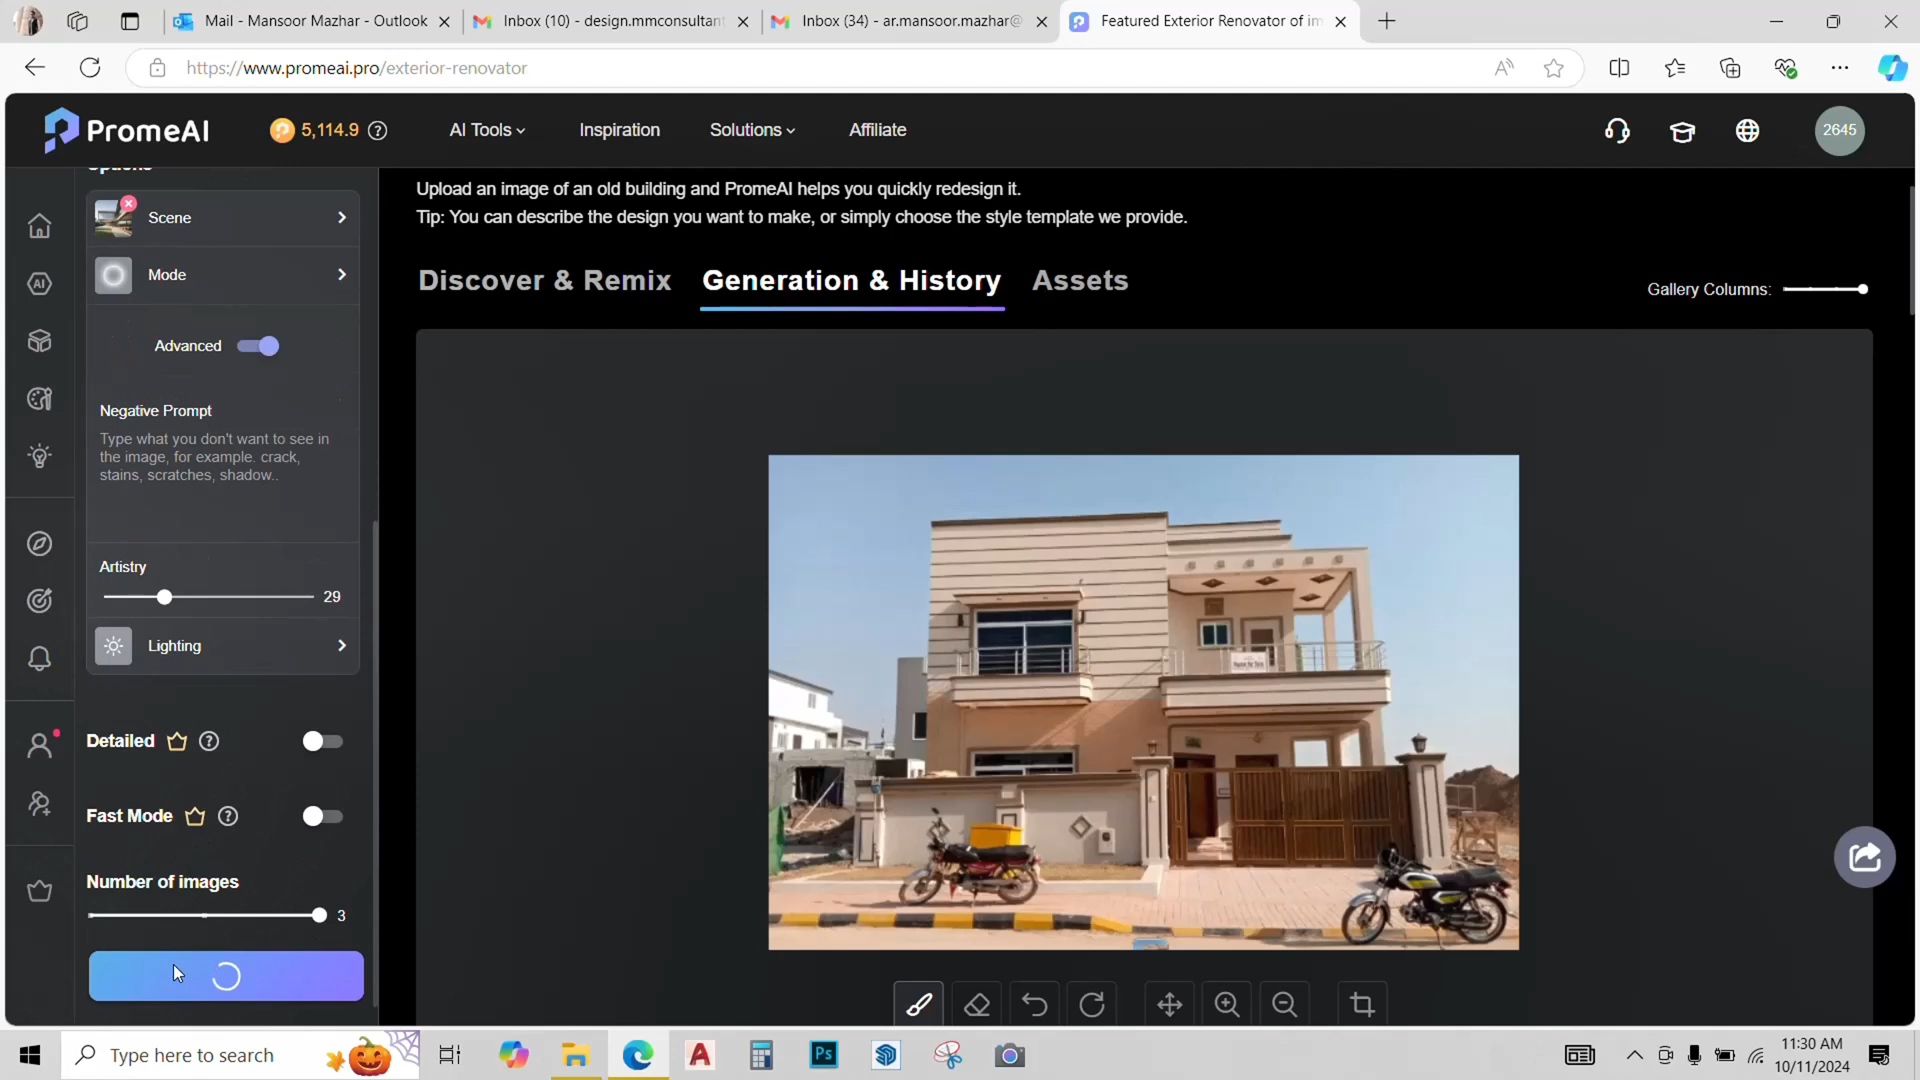 Mail - Mansoor Mazhar - Outlook
Inbox (10) - design.mmconsultant
Inbox (34) - ar.mansoor.mazhar@
Featured Exterior Renovator of im
https://www.promeai.pro/exterior-renovator
PromeAI
5,114.9
AI Tools
Inspiration
Solutions
Affiliate
2645
Options
Upload an image of an old building and PromeAI helps you quickly redesign it.
Tip: You can describe the design you want to make, or simply choose the style template we provide.
Scene
Mode
Discover & Remix
Generation & History
Assets
Gallery Columns:
Advanced
Negative Prompt
Type what you don't want to see in
the image, for example. crack,
stains, scratches, shadow..
Artistry
29
Lighting
Detailed
Fast Mode
Number of images
3
Type here to search
11:30 AM
10/11/2024